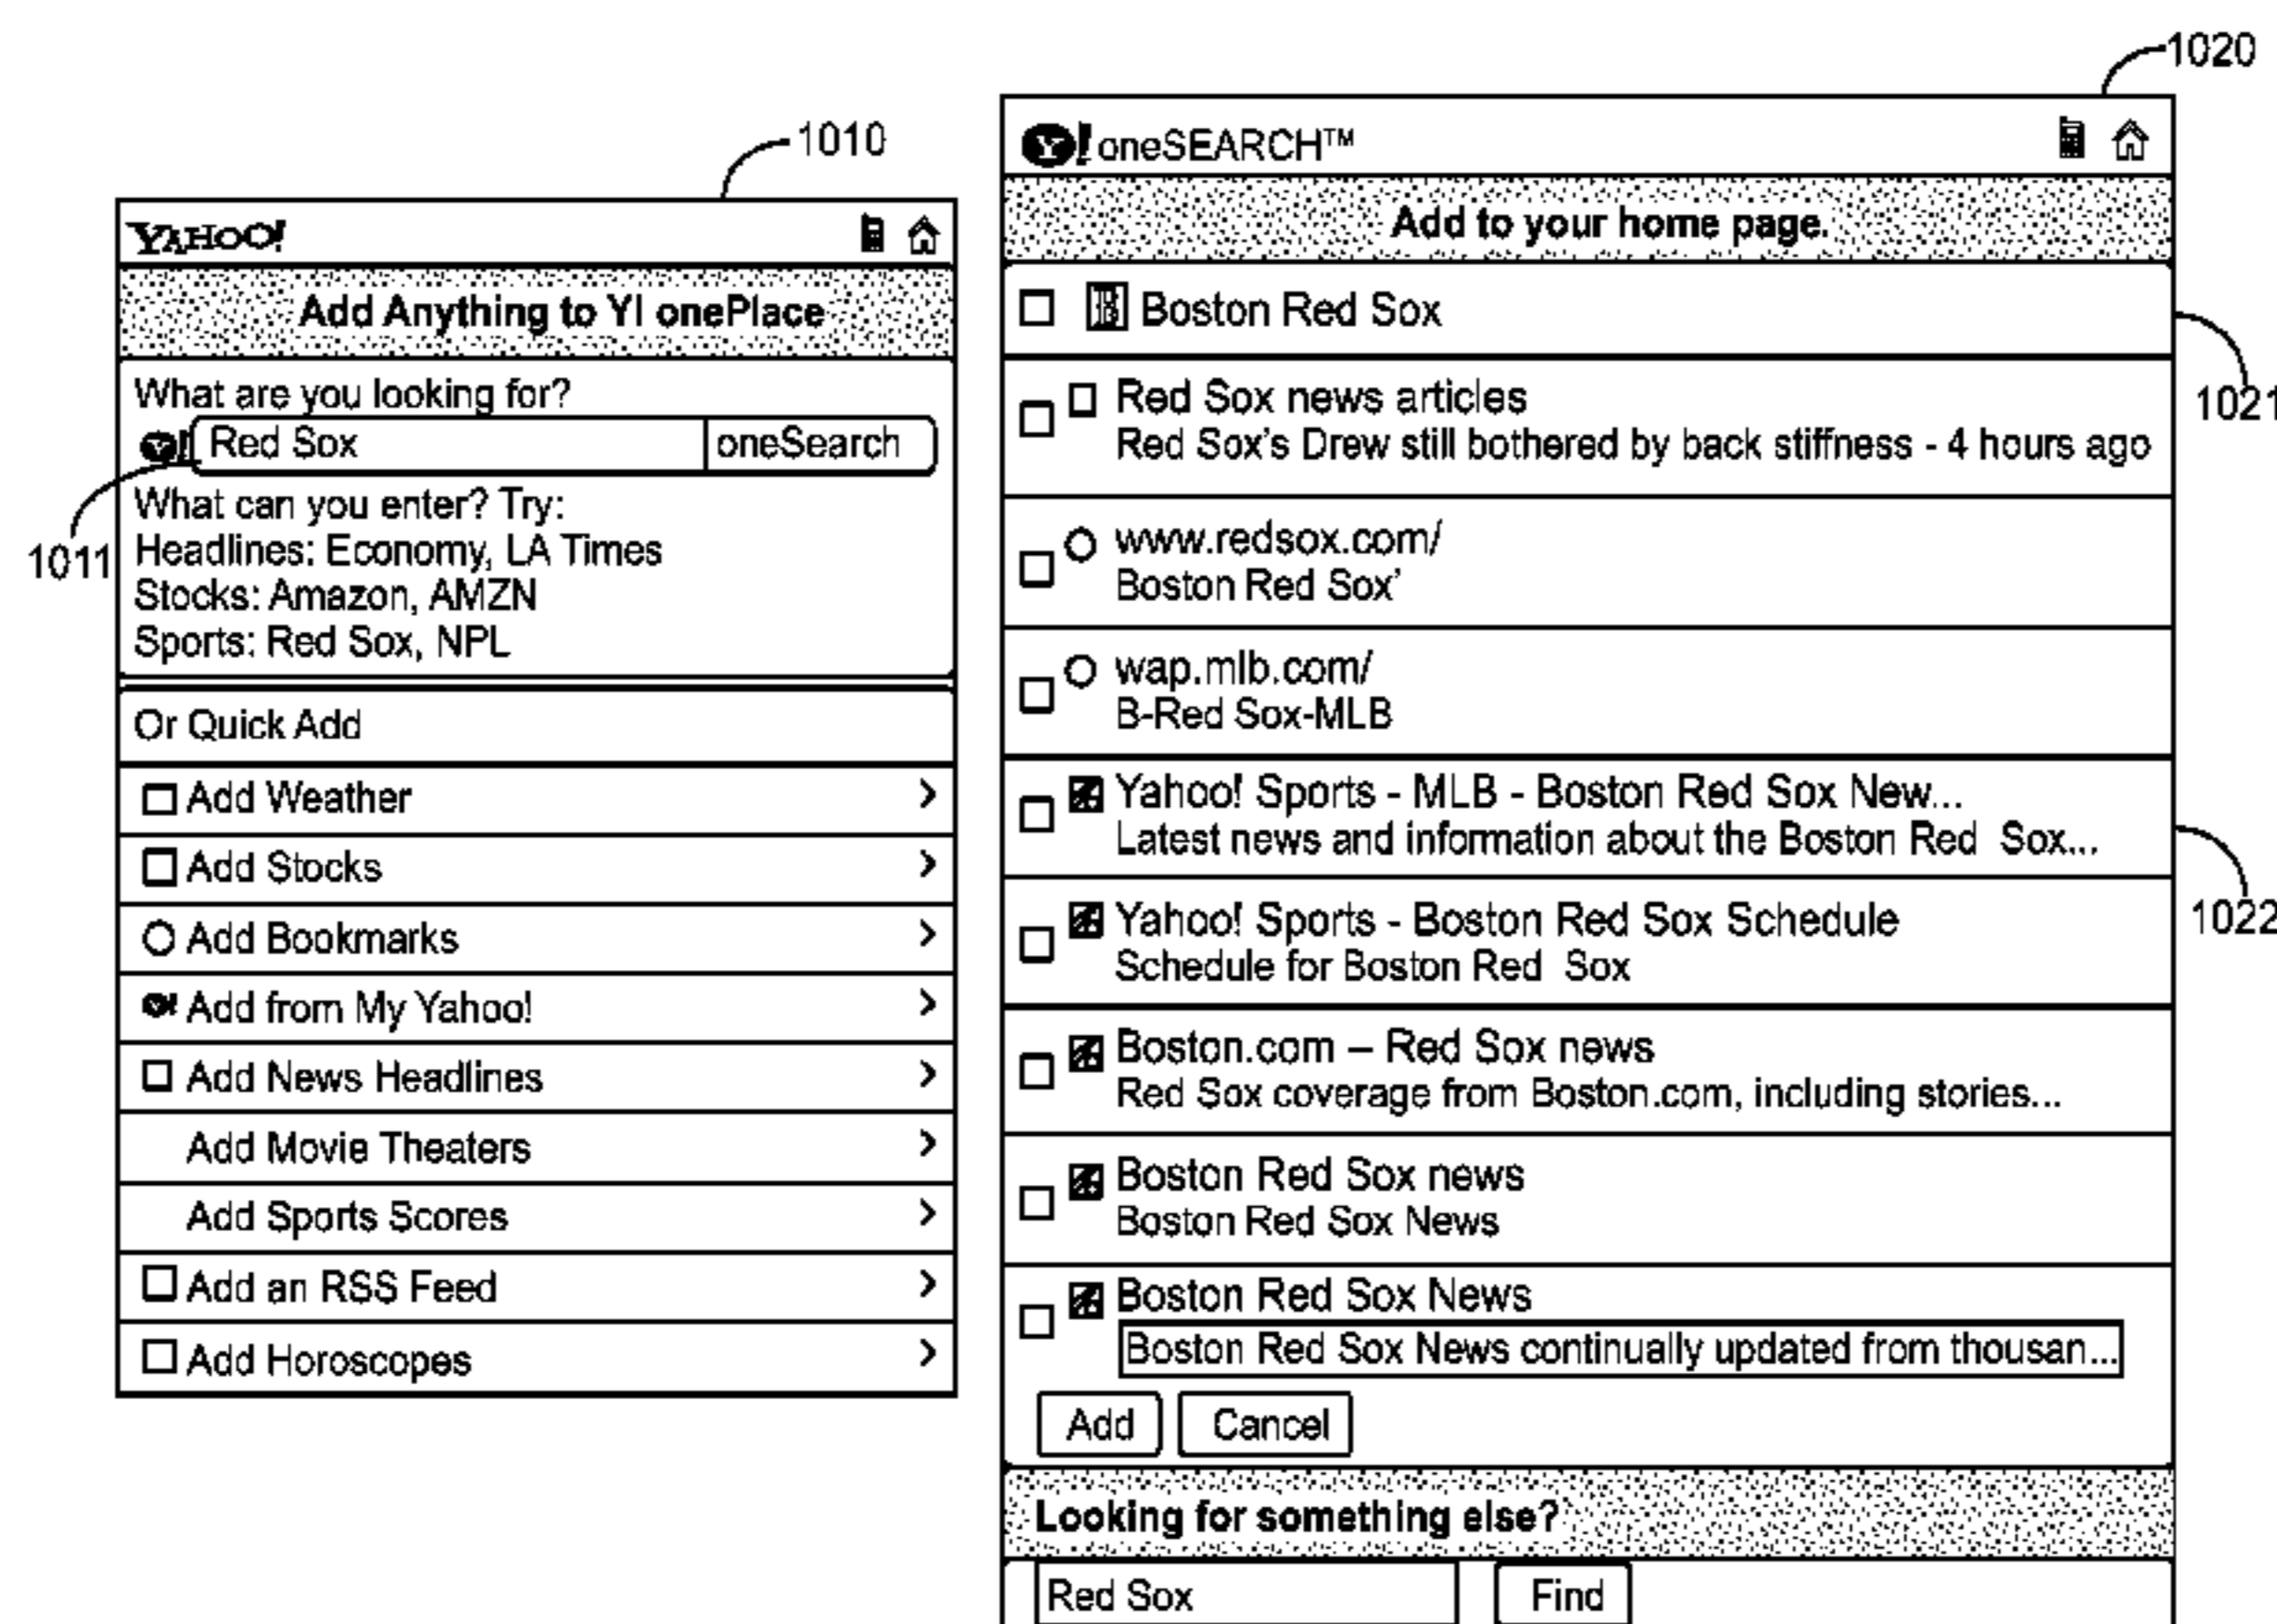 1010
YAHOO!
Add Anything to Y! onePlace
What are you looking for?
Y! Red Sox oneSearch
1011
What can you enter? Try:
Headlines: Economy, LA Times
Stocks: Amazon, AMZN
Sports: Red Sox, NPL
Or Quick Add
Add Weather >
Add Stocks >
Add Bookmarks >
Y! Add from My Yahoo! >
Add News Headlines >
Add Movie Theaters >
Add Sports Scores >
Add an RSS Feed >
Add Horoscopes >
1020
Y! oneSEARCH™
Add to your home page.
B Boston Red Sox
1021
Red Sox news articles
Red Sox's Drew still bothered by back stiffness - 4 hours ago
www.redsox.com/
Boston Red Sox’
wap.mlb.com/
B-Red Sox-MLB
Yahoo! Sports - MLB - Boston Red Sox New...
Latest news and information about the Boston Red Sox...
1022
Yahoo! Sports - Boston Red Sox Schedule
Schedule for Boston Red Sox
Boston.com – Red Sox news
Red Sox coverage from Boston.com, including stories...
Boston Red Sox news
Boston Red Sox News
Boston Red Sox News
Boston Red Sox News continually updated from thousan...
Add Cancel
Looking for something else?
Red Sox Find